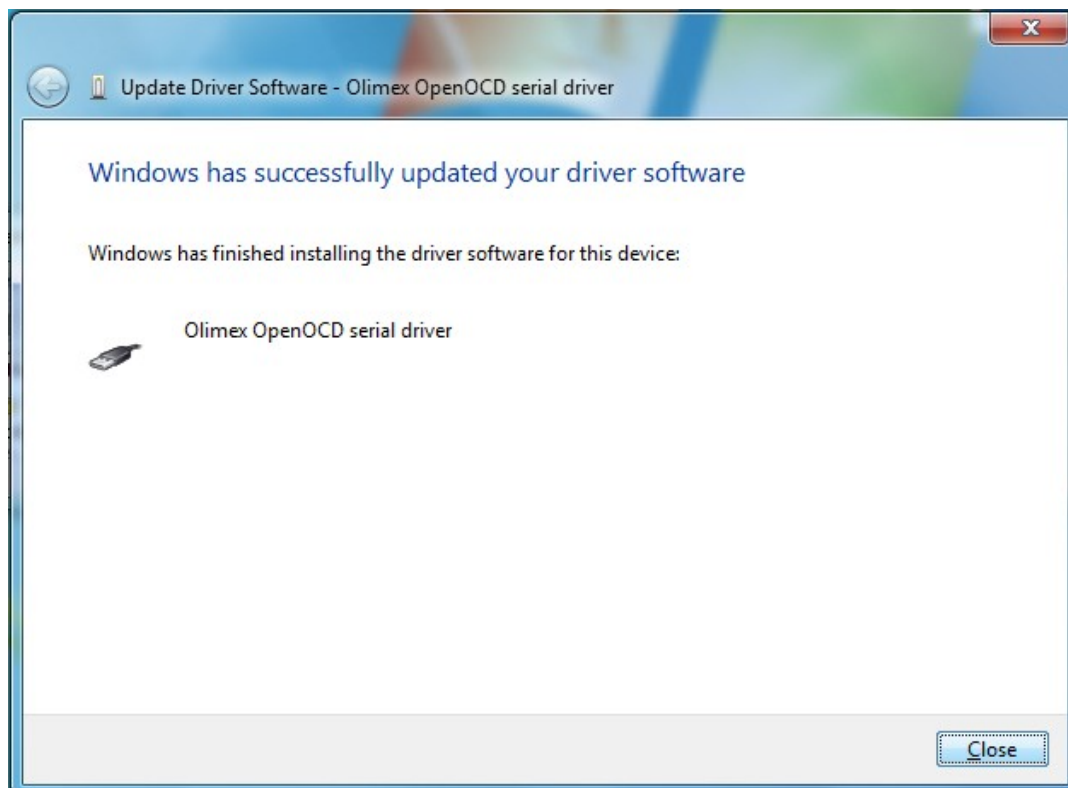 Update Driver Software - Olimex OpenOCD serial driver
Windows has successfully updated your driver software
Windows has finished installing the driver software for this device:
Olimex OpenOCD serial driver
Close